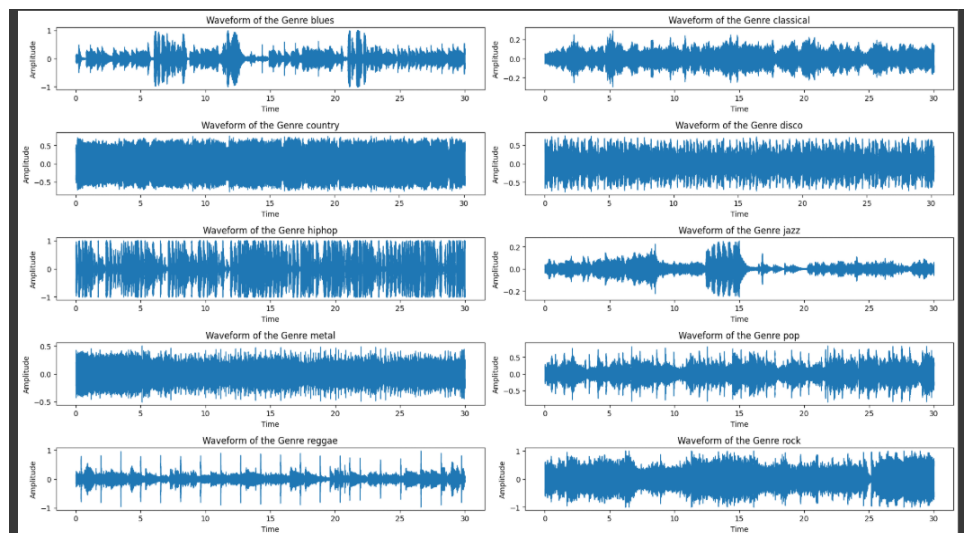 Waveform of the Genre blues
Amplitude
1
0
−1
0 5 10 15 20 25 30
Time
Waveform of the Genre classical
Amplitude
0.2
0.0
−0.2
0 5 10 15 20 25 30
Time
Waveform of the Genre country
Amplitude
0.5
0.0
−0.5
0 5 10 15 20 25 30
Time
Waveform of the Genre disco
Amplitude
0.5
0.0
−0.5
0 5 10 15 20 25 30
Time
Waveform of the Genre hiphop
Amplitude
1
0
−1
0 5 10 15 20 25 30
Time
Waveform of the Genre jazz
Amplitude
0.2
0.0
−0.2
0 5 10 15 20 25 30
Time
Waveform of the Genre metal
Amplitude
0.5
0.0
−0.5
0 5 10 15 20 25 30
Time
Waveform of the Genre pop
Amplitude
0.5
0.0
−0.5
0 5 10 15 20 25 30
Time
Waveform of the Genre reggae
Amplitude
1
0
−1
0 5 10 15 20 25 30
Time
Waveform of the Genre rock
Amplitude
1
0
−1
0 5 10 15 20 25 30
Time